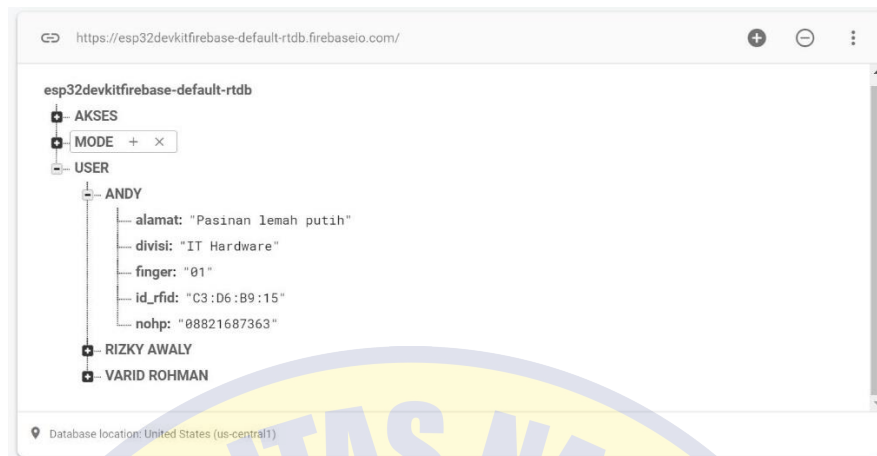 https://esp32devkitfirebase-default-rtdb.firebaseio.com/
esp32devkitfirebase-default-rtdb
AKSES
MODE + ×
USER
ANDY
alamat: "Pasinan lemah putih"
divisi: "IT Hardware"
finger: "01"
id_rfid: "C3:D6:B9:15"
nohp: "08821687363"
RIZKY AWALY
VARID ROHMAN
Database location: United States (us-central1)